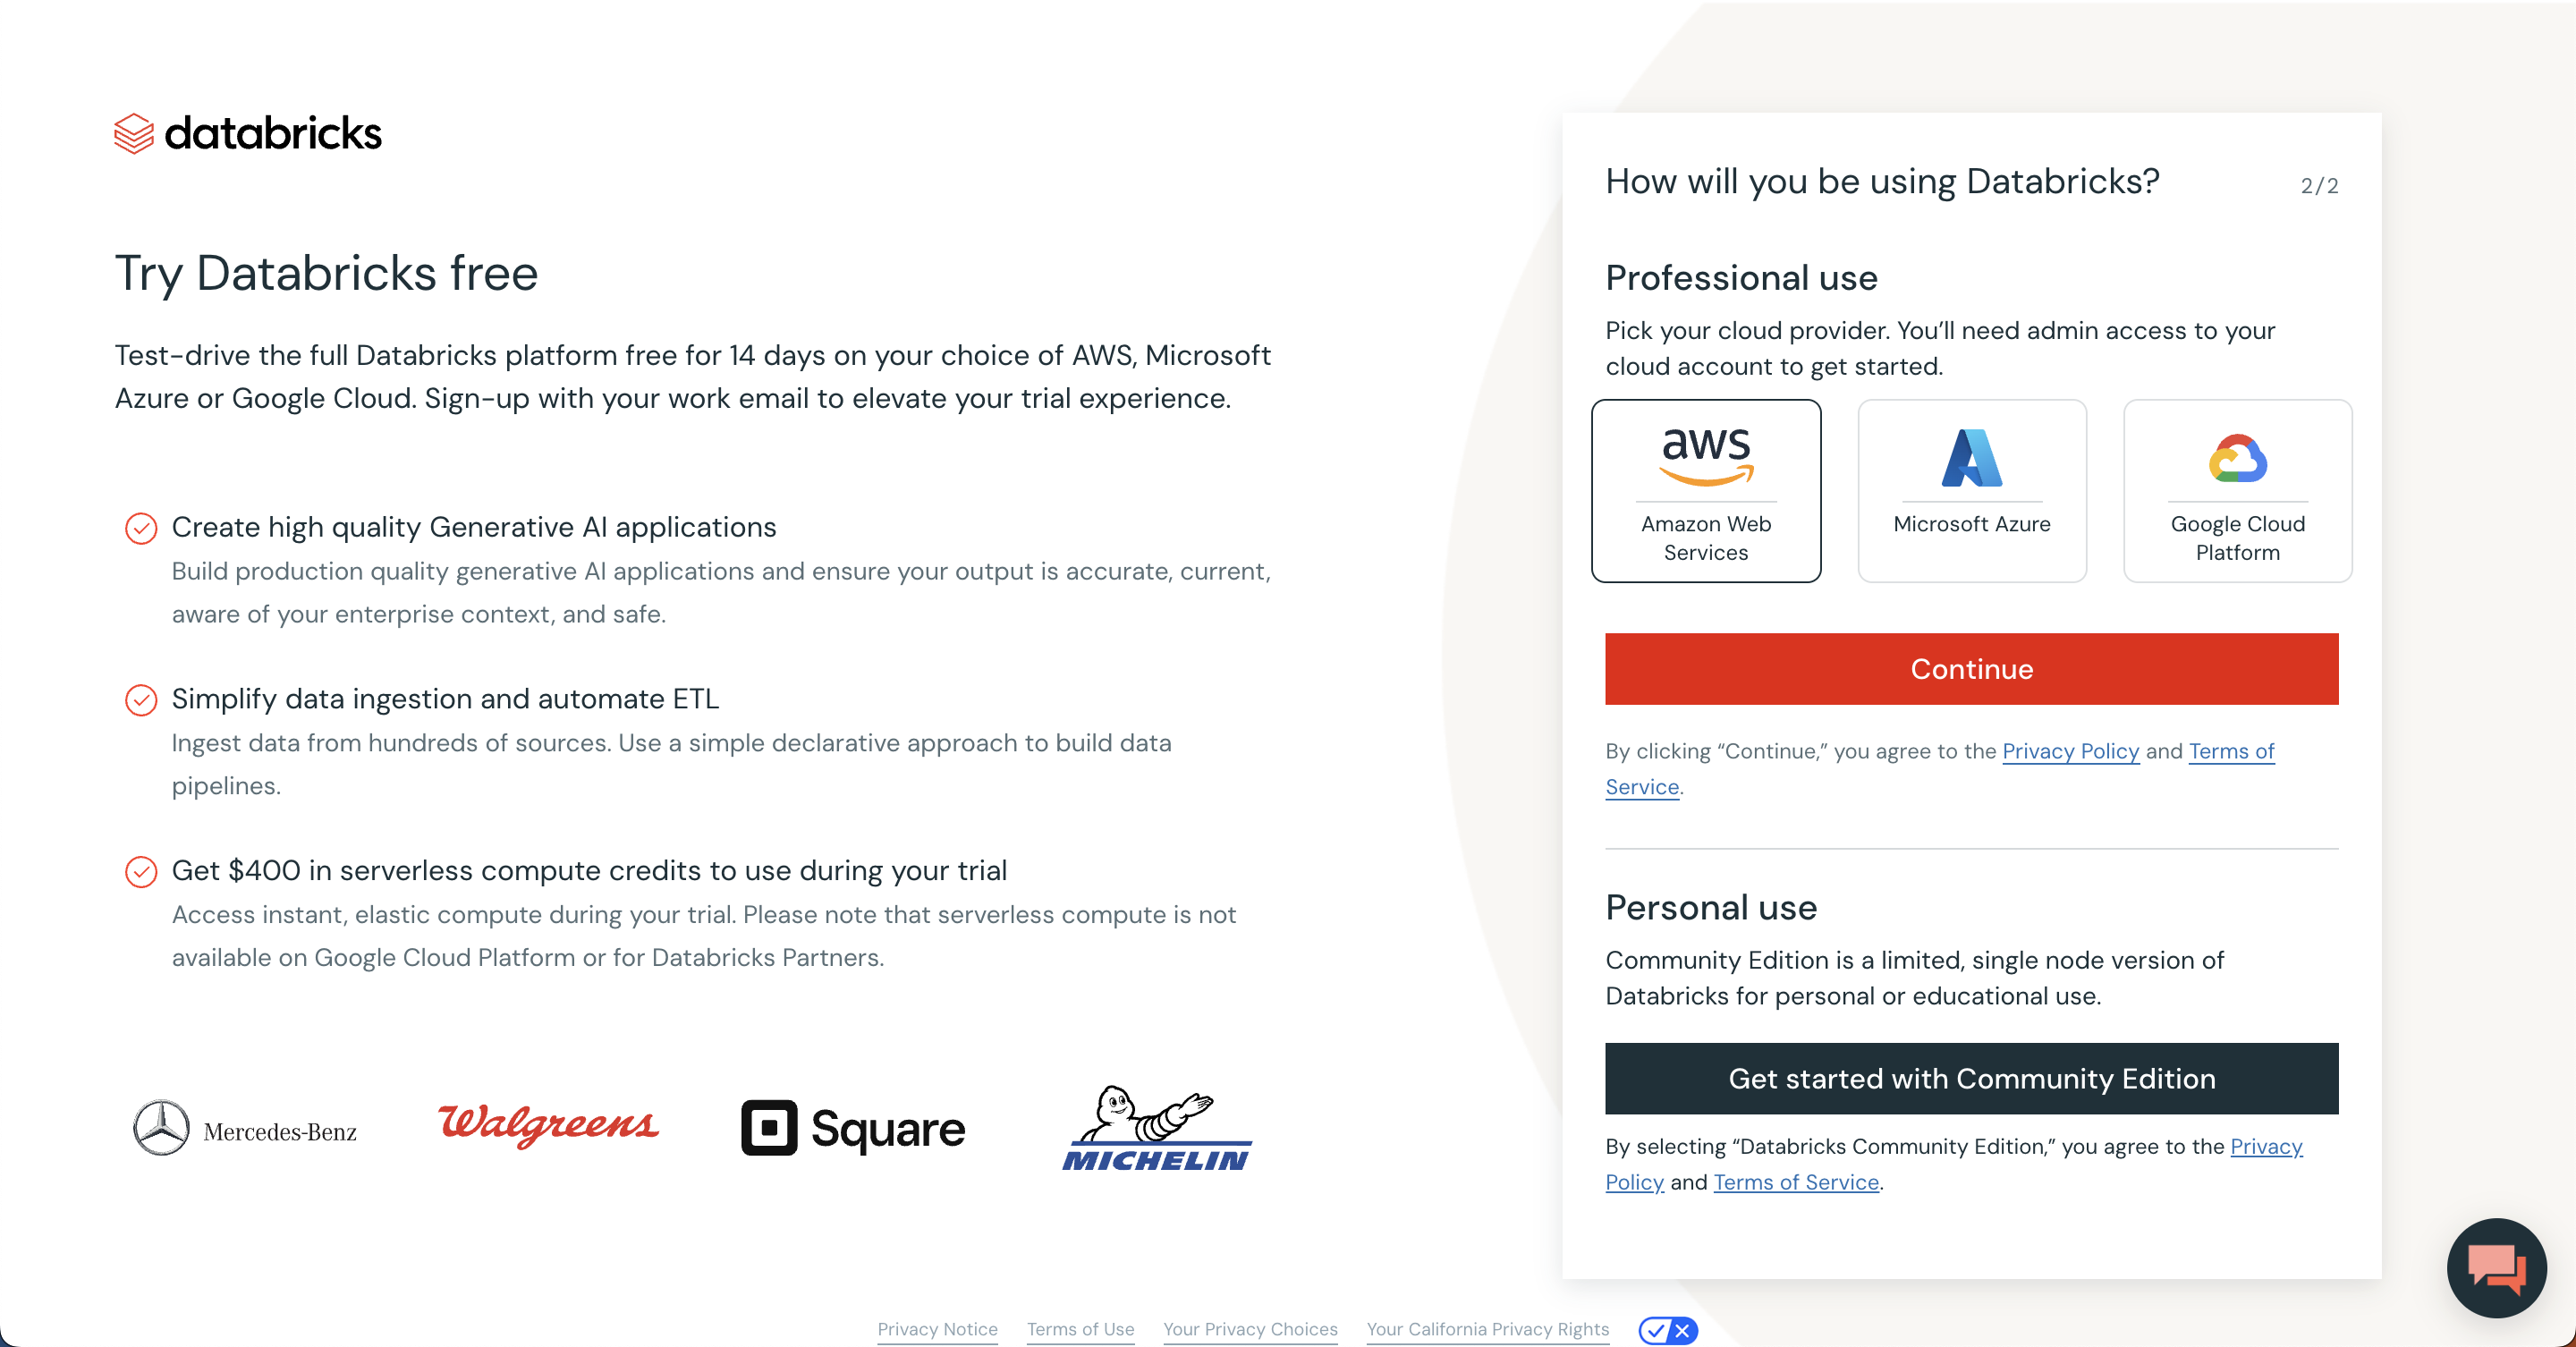 databricks
Try Databricks free
Test-drive the full Databricks platform free for 14 days on your choice of AWS, Microsoft
Azure or Google Cloud. Sign-up with your work email to elevate your trial experience.
Create high quality Generative AI applications
Build production quality generative AI applications and ensure your output is accurate, current,
aware of your enterprise context, and safe.
Simplify data ingestion and automate ETL
Ingest data from hundreds of sources. Use a simple declarative approach to build data
pipelines.
Get $400 in serverless compute credits to use during your trial
Access instant, elastic compute during your trial. Please note that serverless compute is not
available on Google Cloud Platform or for Databricks Partners.
Mercedes-Benz
Walgreens
Square
MICHELIN
How will you be using Databricks?
2/2
Professional use
Pick your cloud provider. You’ll need admin access to your
cloud account to get started.
aws
Amazon Web
Services
Microsoft Azure
Google Cloud
Platform
Continue
By clicking “Continue,” you agree to the Privacy Policy and Terms of
Service.
Personal use
Community Edition is a limited, single node version of
Databricks for personal or educational use.
Get started with Community Edition
By selecting “Databricks Community Edition,” you agree to the Privacy
Policy and Terms of Service.
Privacy Notice
Terms of Use
Your Privacy Choices
Your California Privacy Rights